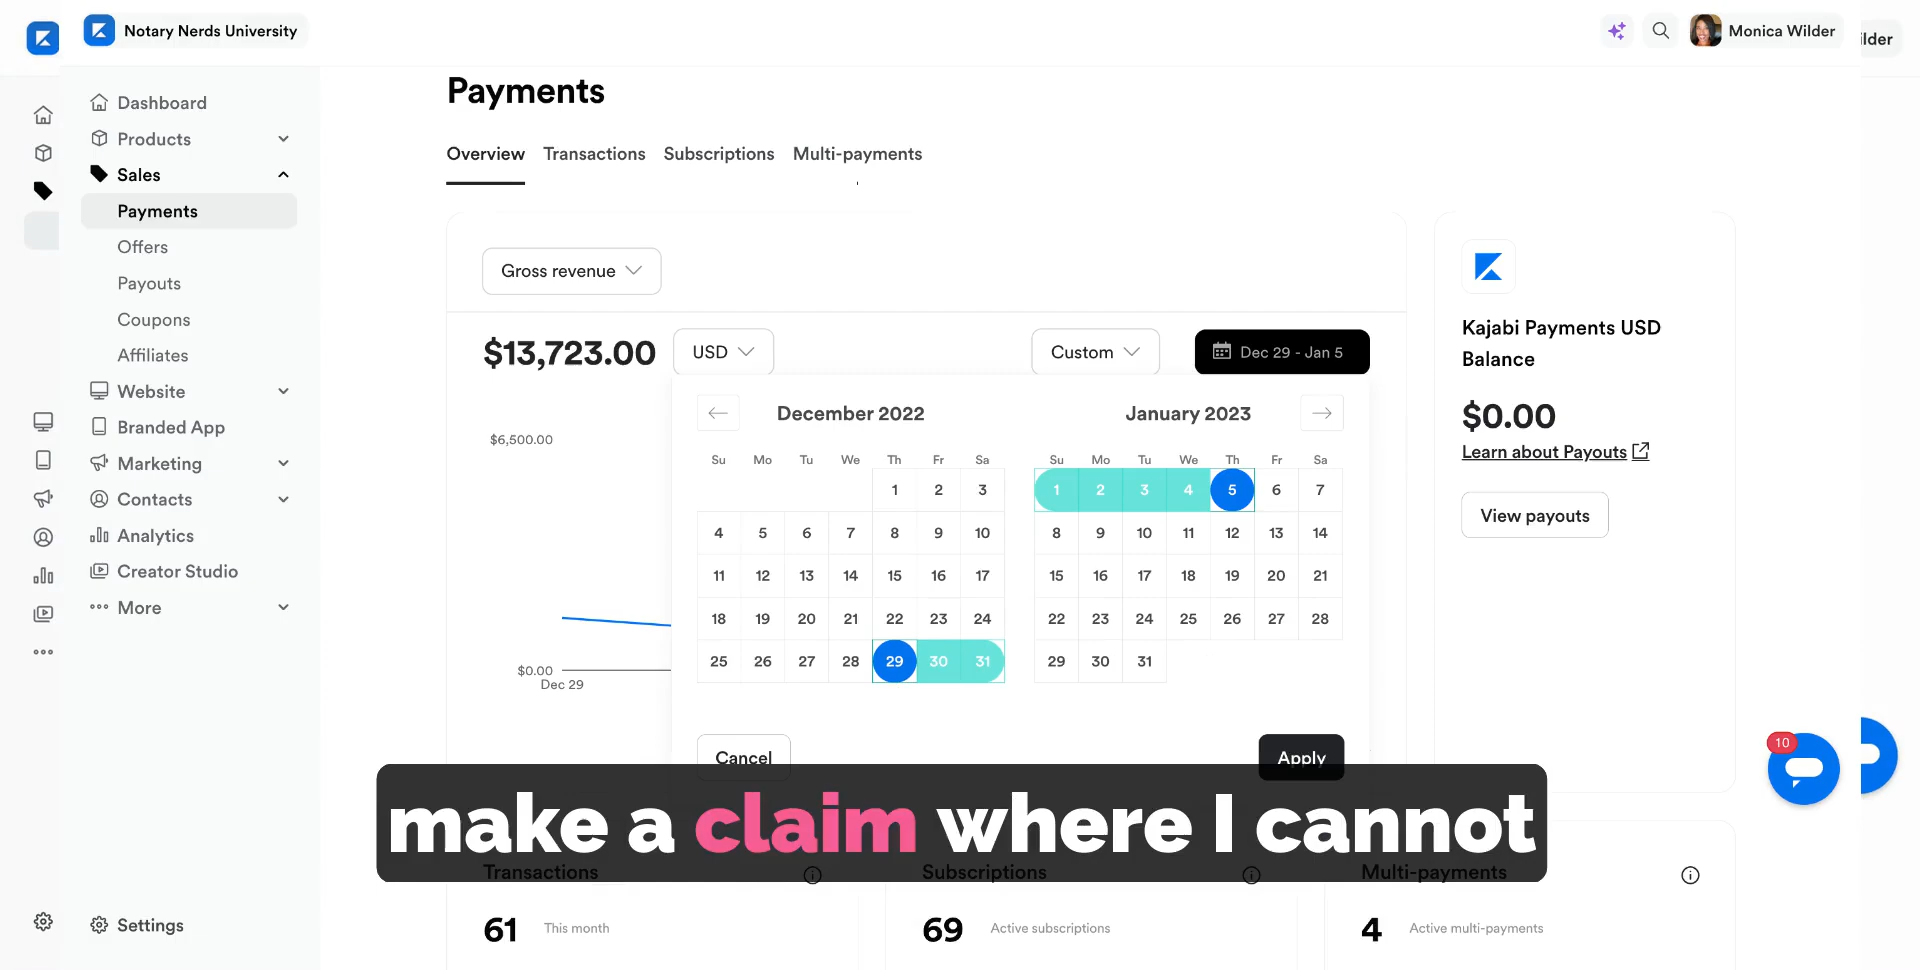 Notary Nerds University
Monica Wilder
ilder
Dashboard
Products
Sales
Payments
Offers
Payouts
Coupons
Affiliates
Website
Branded App
Marketing
Contacts
Analytics
Creator Studio
More
Settings
Payments
Overview Transactions Subscriptions Multi-payments
Gross revenue
$13,723.00 USD Custom Dec 29 - Jan 5
$6,500.00
$0.00
Dec 29
December 2022
Su Mo Tu We Th Fr Sa
1 2 3
4 5 6 7 8 9 10
11 12 13 14 15 16 17
18 19 20 21 22 23 24
25 26 27 28 29 30 31
January 2023
Su Mo Tu We Th Fr Sa
1 2 3 4 5 6 7
8 9 10 11 12 13 14
15 16 17 18 19 20 21
22 23 24 25 26 27 28
29 30 31
Cancel Apply
Kajabi Payments USD
Balance
$0.00
Learn about Payouts
View payouts
10
make a claim where I cannot
Transactions
61 This month
Subscriptions
69 Active subscriptions
Multi-payments
4 Active multi-payments